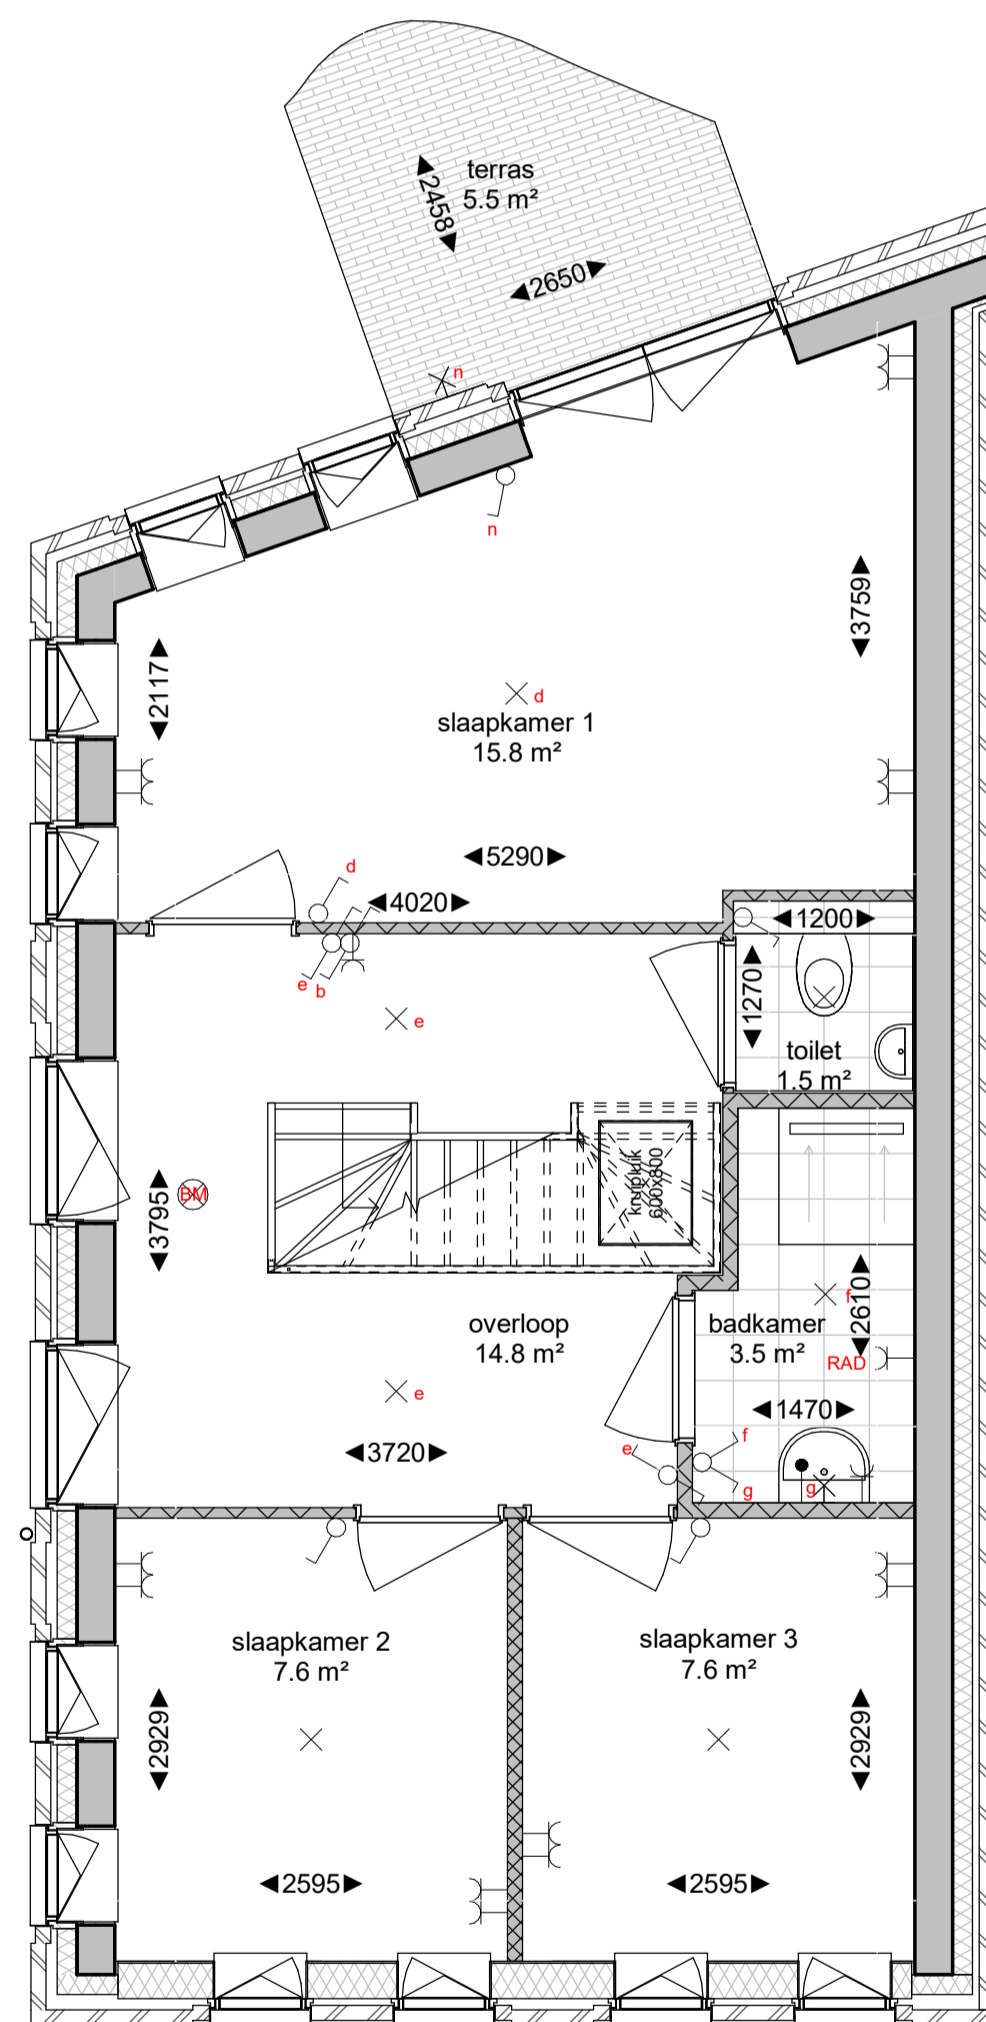 terras
5.5 m²
2458
2650
n
n
3759
2117
d
slaapkamer 1
15.8 m²
5290
d
4020
1200
e
b
1270
e
toilet
1.5 m²
kruipluik
600x800
BM
3795
f
2610
overloop
14.8 m²
badkamer
3.5 m²
RAD
e
1470
3720
f
e
g
g
slaapkamer 2
7.6 m²
slaapkamer 3
7.6 m²
2929
2929
2595
2595